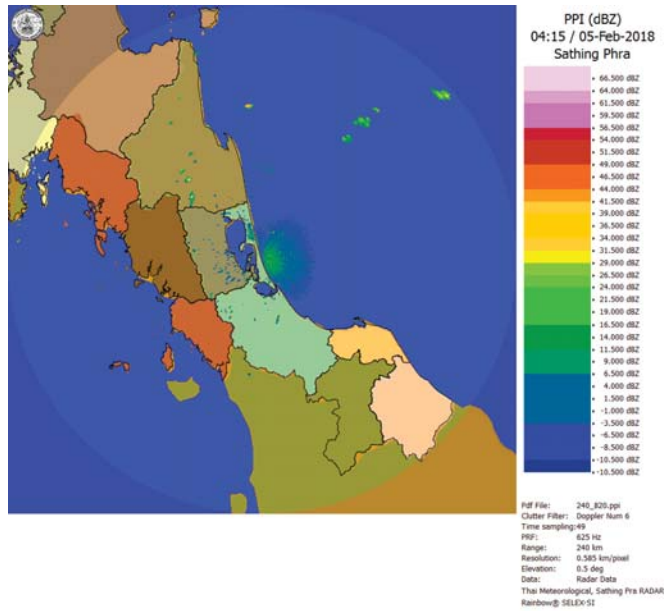 PPI (dBZ)
04:15 / 05-Feb-2018
Sathing Phra
66.500 dBZ
64.000 dBZ
61.500 dBZ
59.500 dBZ
56.500 dBZ
54.000 dBZ
51.500 dBZ
49.000 dBZ
46.500 dBZ
44.000 dBZ
41.500 dBZ
39.000 dBZ
36.500 dBZ
34.000 dBZ
31.500 dBZ
29.000 dBZ
26.500 dBZ
24.000 dBZ
21.500 dBZ
19.000 dBZ
16.500 dBZ
14.000 dBZ
11.500 dBZ
9.000 dBZ
6.500 dBZ
4.000 dBZ
1.500 dBZ
-1.000 dBZ
-3.500 dBZ
-6.500 dBZ
-8.500 dBZ
-10.500 dBZ
-10.500 dBZ
Pdf File: 240_820.ppi
Clutter Filter: Doppler Num 6
Time sampling:49
PRF: 625 Hz
Range: 240 km
Resolution: 0.585 km/pixel
Elevation: 0.5 deg
Data: Radar Data
Thai Meteorological, Sathing Pra RADAR
Rainbow® SELEX-SI